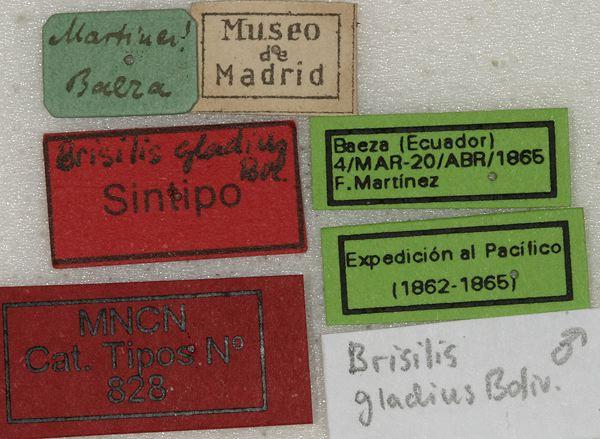 Martinez!
Baeza
Museo
de
Madrid
Brisilis gladius
Bol.
Sintipo
Baeza (Ecuador)
4/MAR-20/ABR/1865
F.Martínez
Expedición al Pacífico
(1862-1865)
MNCN
Cat. Tipos Nº
828
Brisilis ♂
gladius Boliv.